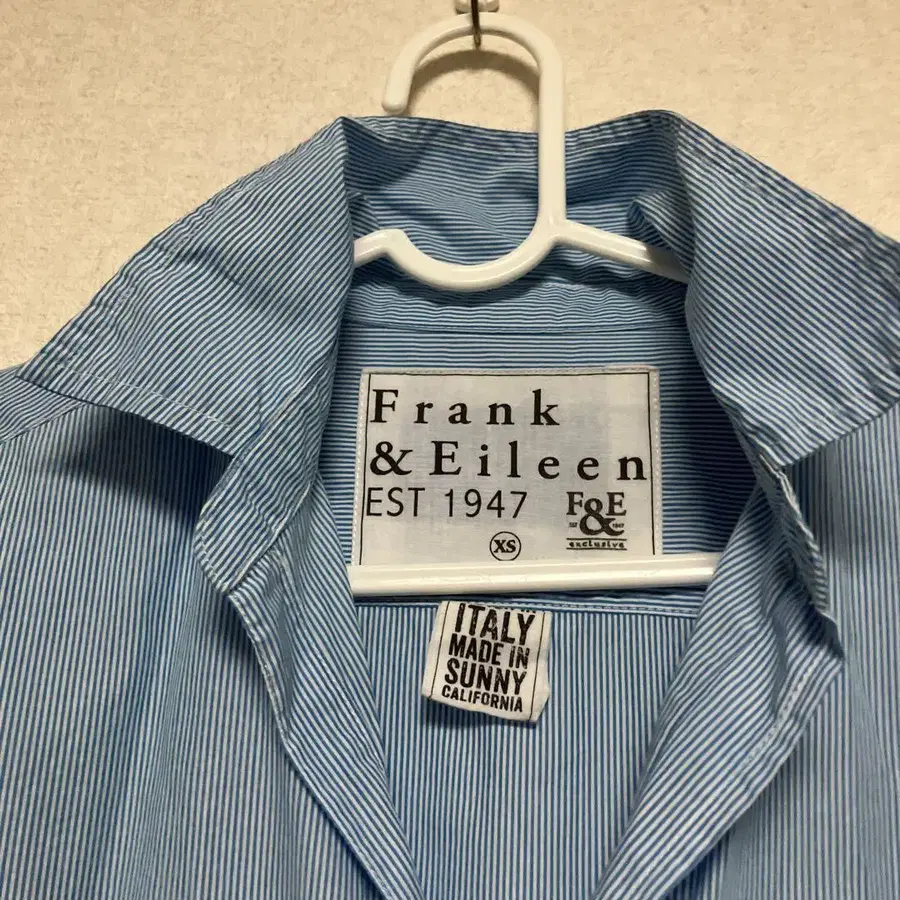 Frank
& Eileen
EST 1947
F&E
exclusive
XS
ITALY
MADE IN
SUNNY
CALIFORNIA